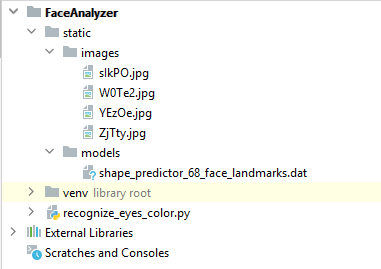 FaceAnalyzer
static
images
slkPO.jpg
W0Te2.jpg
YEzOe.jpg
ZjTty.jpg
models
shape_predictor_68_face_landmarks.dat
venv library root
recognize_eyes_color.py
External Libraries
Scratches and Consoles